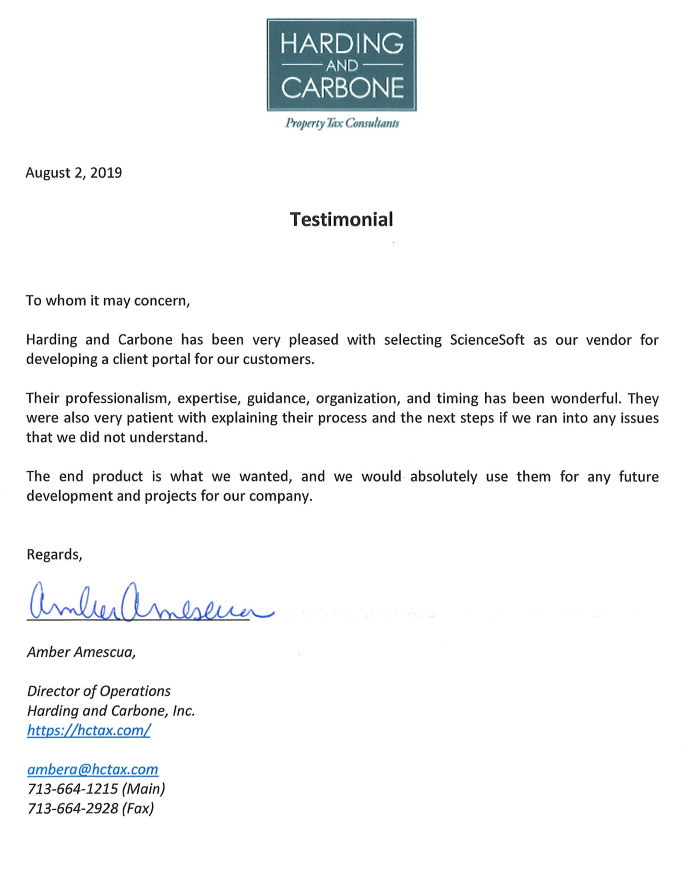 HARDING
AND
CARBONE
Property Tax Consultants
August 2, 2019
Testimonial
To whom it may concern,
Harding and Carbone has been very pleased with selecting ScienceSoft as our vendor for
developing a client portal for our customers.
Their professionalism, expertise, guidance, organization, and timing has been wonderful. They
were also very patient with explaining their process and the next steps if we ran into any issues
that we did not understand.
The end product is what we wanted, and we would absolutely use them for any future
development and projects for our company.
Regards,
Amber Amescua
Amber Amescua,
Director of Operations
Harding and Carbone, Inc.
https://hctax.com/
ambera@hctax.com
713-664-1215 (Main)
713-664-2928 (Fax)